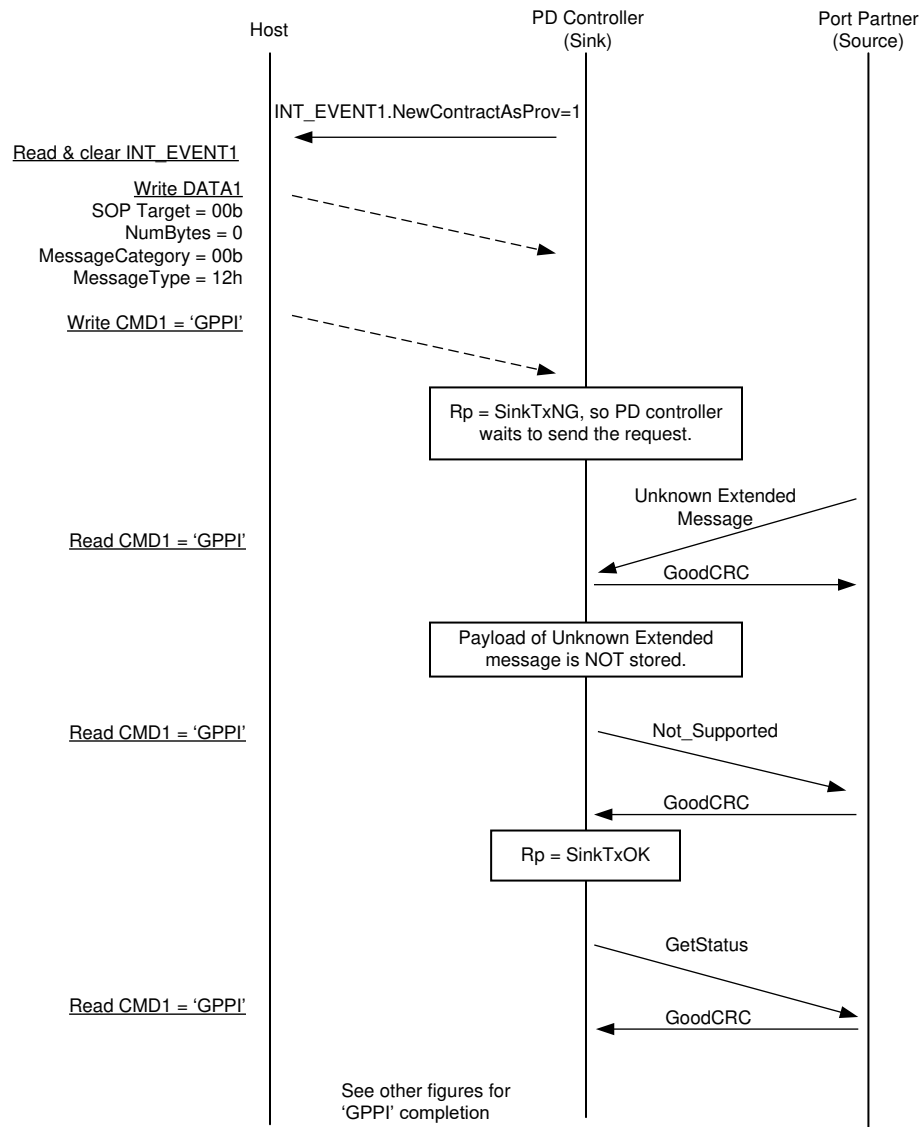 Host
PD Controller
(Sink)
Port Partner
(Source)
INT_EVENT1.NewContractAsProv=1
Read & clear INT_EVENT1
Write DATA1
SOP Target = 00b
NumBytes = 0
MessageCategory = 00b
MessageType = 12h
Write CMD1 = ‘GPPI’
Rp = SinkTxNG, so PD controller
waits to send the request.
Unknown Extended
Message
Read CMD1 = ‘GPPI’
GoodCRC
Payload of Unknown Extended
message is NOT stored.
Read CMD1 = ‘GPPI’
Not_Supported
GoodCRC
Rp = SinkTxOK
GetStatus
Read CMD1 = ‘GPPI’
GoodCRC
See other figures for
‘GPPI’ completion